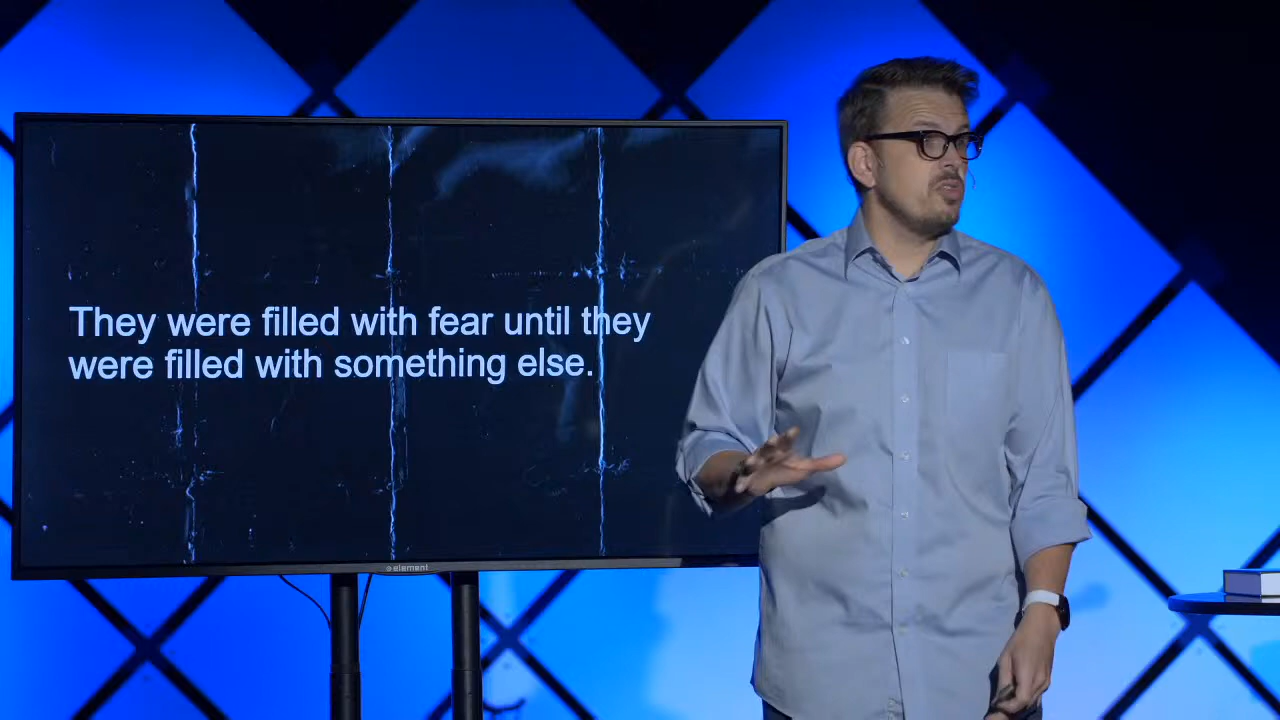 They were filled with fear until they
were filled with something else.
element